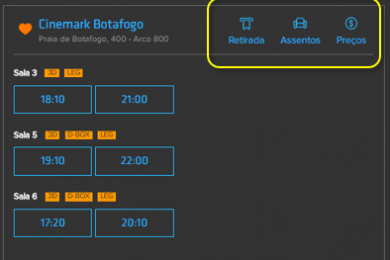 Cinemark Botafogo
Praia de Botafogo, 400 - Arco 800
Retirada Assentos Preços
Sala 3 3D LEG
18:10 21:00
Sala 5 3D D-BOX LEG
19:10 22:00
Sala 6 3D D-BOX LEG
17:20 20:10